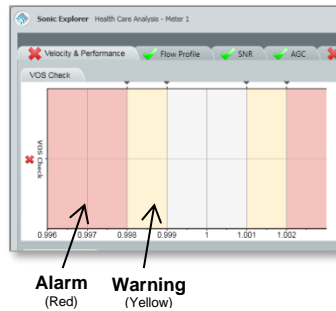 Sonic Explorer Health Care Analysis - Meter 1
Velocity & Performance Flow Profile SNR AGC
VOS Check
VOS Check
0.996 0.997 0.998 0.999 1 1.001 1.002
Alarm Warning
(Red) (Yellow)